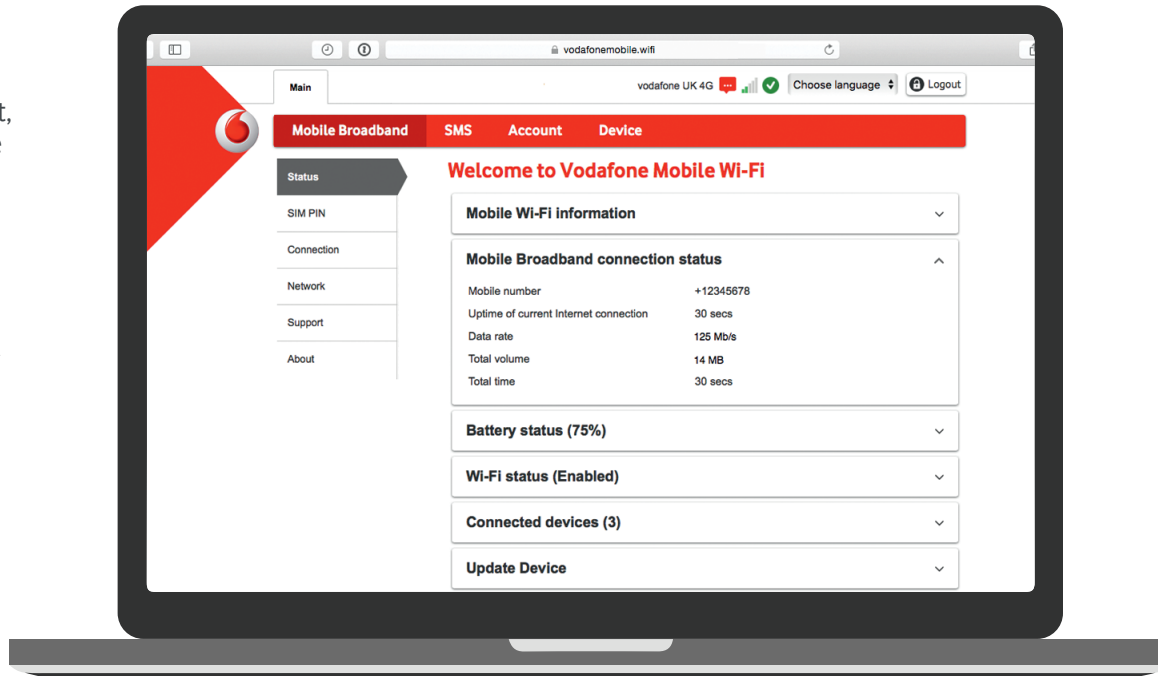 t,
vodafonemobile.wifi
Main
vodafone UK 4G
Choose language
Logout
Mobile Broadband SMS Account Device
Status
SIM PIN
Connection
Network
Support
About
Welcome to Vodafone Mobile Wi-Fi
Mobile Wi-Fi information
Mobile Broadband connection status
Mobile number +12345678
Uptime of current Internet connection 30 secs
Data rate 125 Mb/s
Total volume 14 MB
Total time 30 secs
Battery status (75%)
Wi-Fi status (Enabled)
Connected devices (3)
Update Device